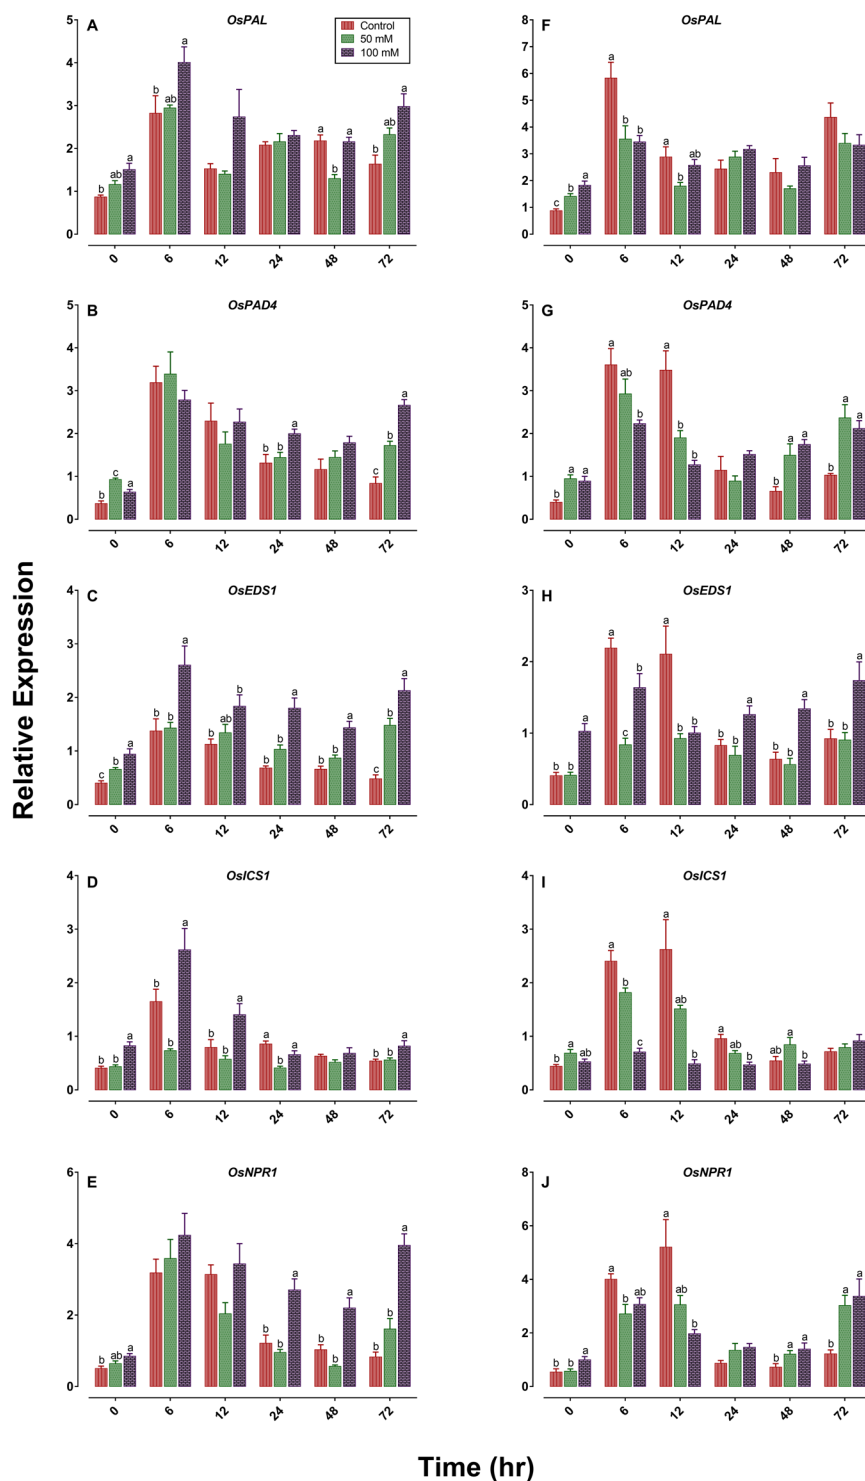 A
OsPAL
Control
50 mM
100 mM
5
4
3
2
1
0
b ab a
b ab a
a b a
b ab a
0 6 12 24 48 72
F
OsPAL
8
7
6
5
4
3
2
1
0
c b a
a b b
a b ab
0 6 12 24 48 72
B
OsPAD4
5
4
3
2
1
0
b c a
b b a
c b a
0 6 12 24 48 72
G
OsPAD4
5
4
3
2
1
0
b a a
a ab b
a b b
b a a
b a a
0 6 12 24 48 72
C
OsEDS1
4
3
2
1
0
c b a
b b a
b ab b
b b a
b b a
c b a
0 6 12 24 48 72
H
OsEDS1
3
2
1
0
b b a
a c b
a b b
b b a
b b a
b b a
0 6 12 24 48 72
D
OsICS1
4
3
2
1
0
b b a
b b a
b b a
a b a
b b a
0 6 12 24 48 72
I
OsICS1
4
3
2
1
0
b a ab
a b c
a ab b
a ab b
ab a b
0 6 12 24 48 72
E
OsNPR1
6
4
2
0
b ab a
b b a
b b a
b b a
0 6 12 24 48 72
J
OsNPR1
8
6
4
2
0
b b a
a b ab
a ab b
b a a
b a a
0 6 12 24 48 72
Relative Expression
Time (hr)